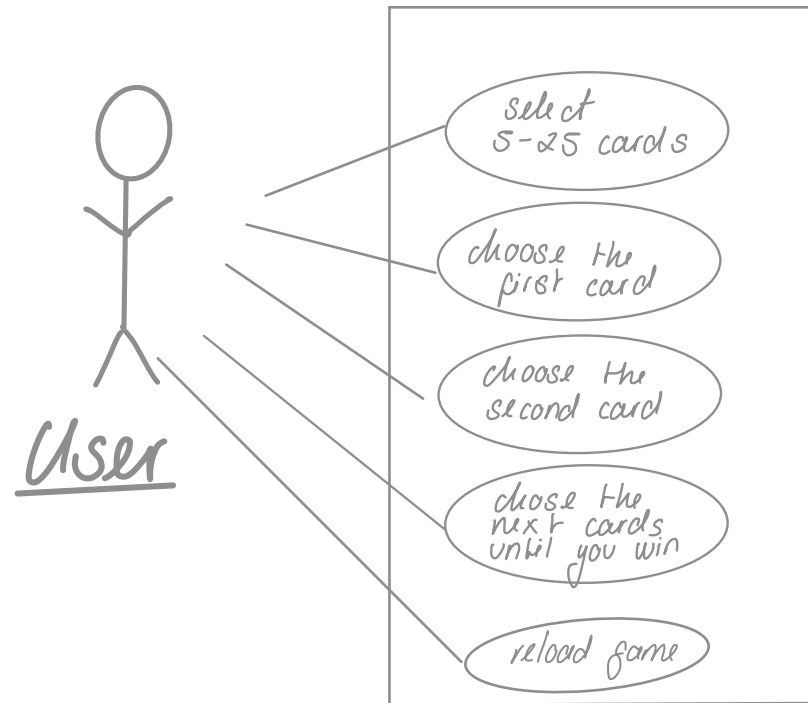 select
5-25 cards
choose the
first card
choose the
second card
chose the
next cards
until you win
reload game
User